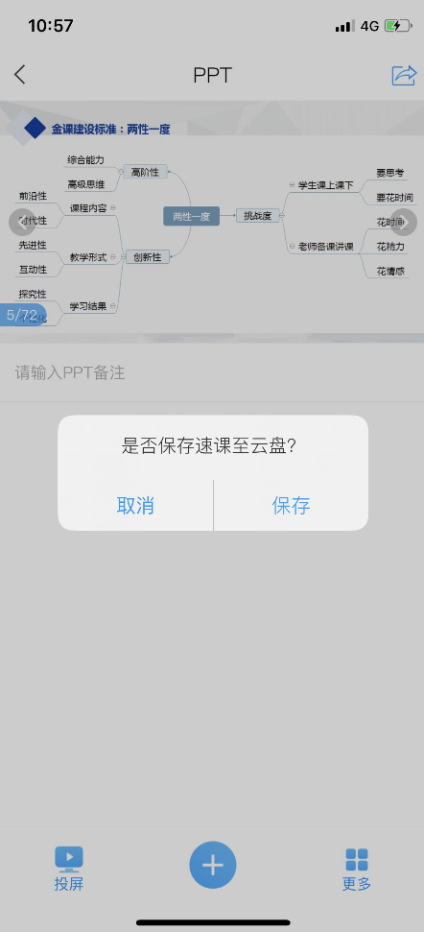 10:57
4G
PPT
金课建设标准：两性一度
综合能力
高级思维
高阶性
前沿性
时代性
课程内容
先进性
互动性
教学形式
创新性
探究性
学习结果
两性一度
挑战度
学生课上课下
要思考
要花时间
老师备课讲课
花时间
花精力
花情感
5/72
请输入PPT备注
是否保存速课至云盘?
取消
保存
投屏
更多